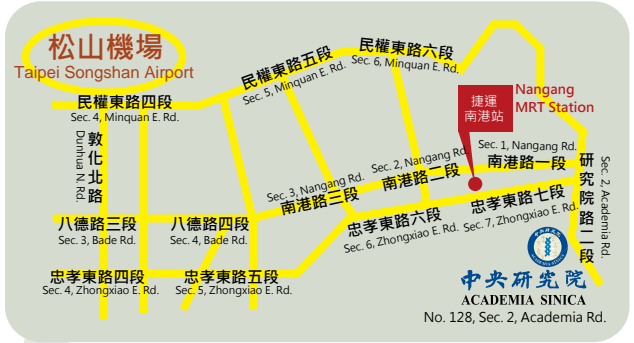 松山機場
Taipei Songshan Airport
民權東路四段
Sec. 4, Minquan E. Rd.
敦化北路
Dunhua N. Rd.
民權東路五段
Sec. 5, Minquan E. Rd.
民權東路六段
Sec. 6, Minquan E. Rd.
捷運
南港站
Nangang
MRT Station
Sec. 1, Nangang Rd.
南港路一段
Sec. 2, Nangang Rd.
南港路二段
Sec. 3, Nangang Rd.
南港路三段
研究院路二段
Sec. 2, Academia Rd.
八德路三段
Sec. 3, Bade Rd.
八德路四段
Sec. 4, Bade Rd.
忠孝東路六段
Sec. 6, Zhongxiao E. Rd.
忠孝東路七段
Sec. 7, Zhongxiao E. Rd.
忠孝東路四段
Sec. 4, Zhongxiao E. Rd.
忠孝東路五段
Sec. 5, Zhongxiao E. Rd.
中央研究院
ACADEMIA SINICA
No. 128, Sec. 2, Academia Rd.